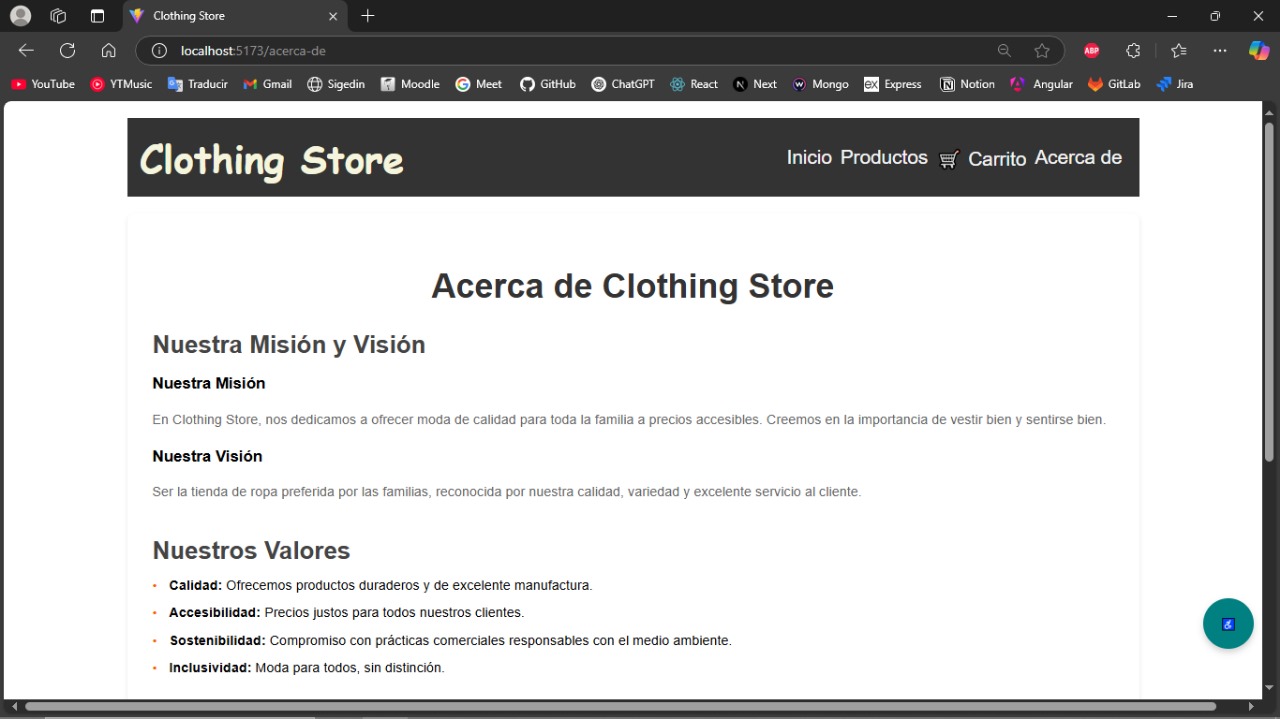 Clothing Store
localhost:5173/acerca-de
ABP
YouTube YTMusic Traducir Gmail Sigedin Moodle Meet GitHub ChatGPT React Next Mongo Express Notion Angular GitLab Jira
Clothing Store
Inicio Productos Carrito Acerca de
Acerca de Clothing Store
Nuestra Misión y Visión
Nuestra Misión
En Clothing Store, nos dedicamos a ofrecer moda de calidad para toda la familia a precios accesibles. Creemos en la importancia de vestir bien y sentirse bien.
Nuestra Visión
Ser la tienda de ropa preferida por las familias, reconocida por nuestra calidad, variedad y excelente servicio al cliente.
Nuestros Valores
• Calidad: Ofrecemos productos duraderos y de excelente manufactura.
• Accesibilidad: Precios justos para todos nuestros clientes.
• Sostenibilidad: Compromiso con prácticas comerciales responsables con el medio ambiente.
• Inclusividad: Moda para todos, sin distinción.